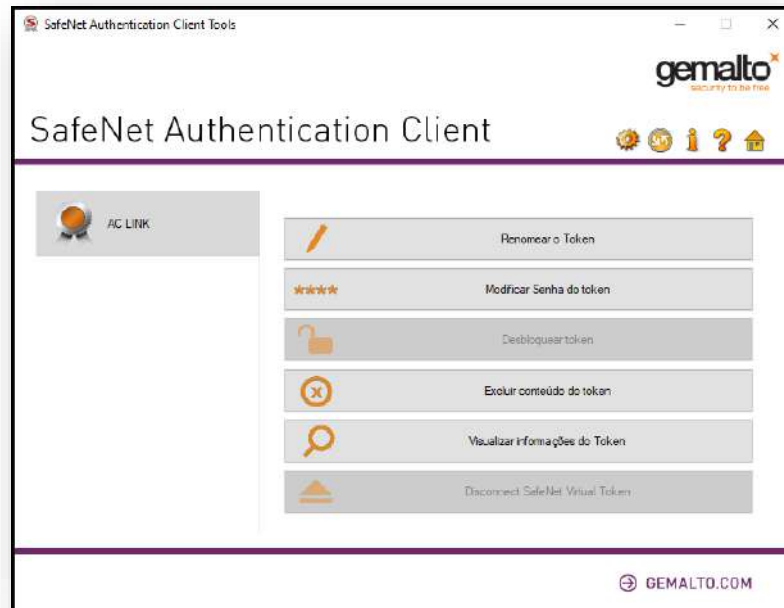 SafeNet Authentication Client Tools
gemalto
security to be free
SafeNet Authentication Client
AC LINK
Renomear o Token
**** Modificar Senha do token
Desbloquear token
Excluir conteúdo do token
Visualizar informações do Token
Disconnect SafeNet Virtual Token
GEMALTO.COM